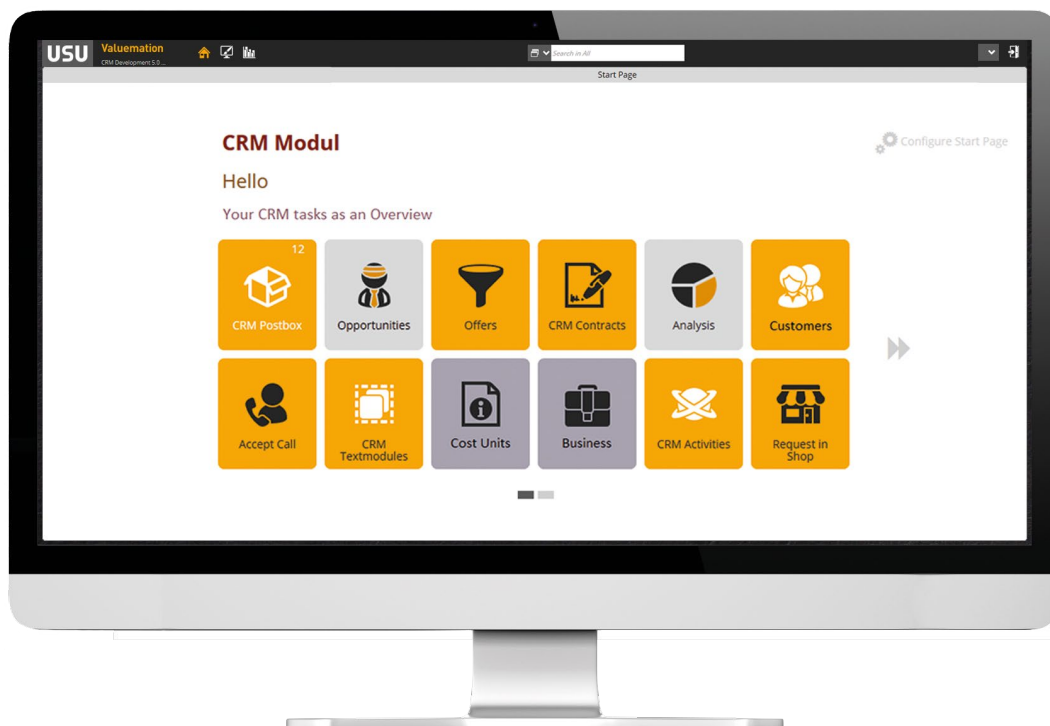 USU
Valuemation
CRM Development 5.0 ...
Search in All
Start Page
CRM Modul
Configure Start Page
Hello
Your CRM tasks as an Overview
12
CRM Postbox
Opportunities
Offers
CRM Contracts
Analysis
Customers
Accept Call
CRM
Textmodules
Cost Units
Business
CRM Activities
Request in
Shop